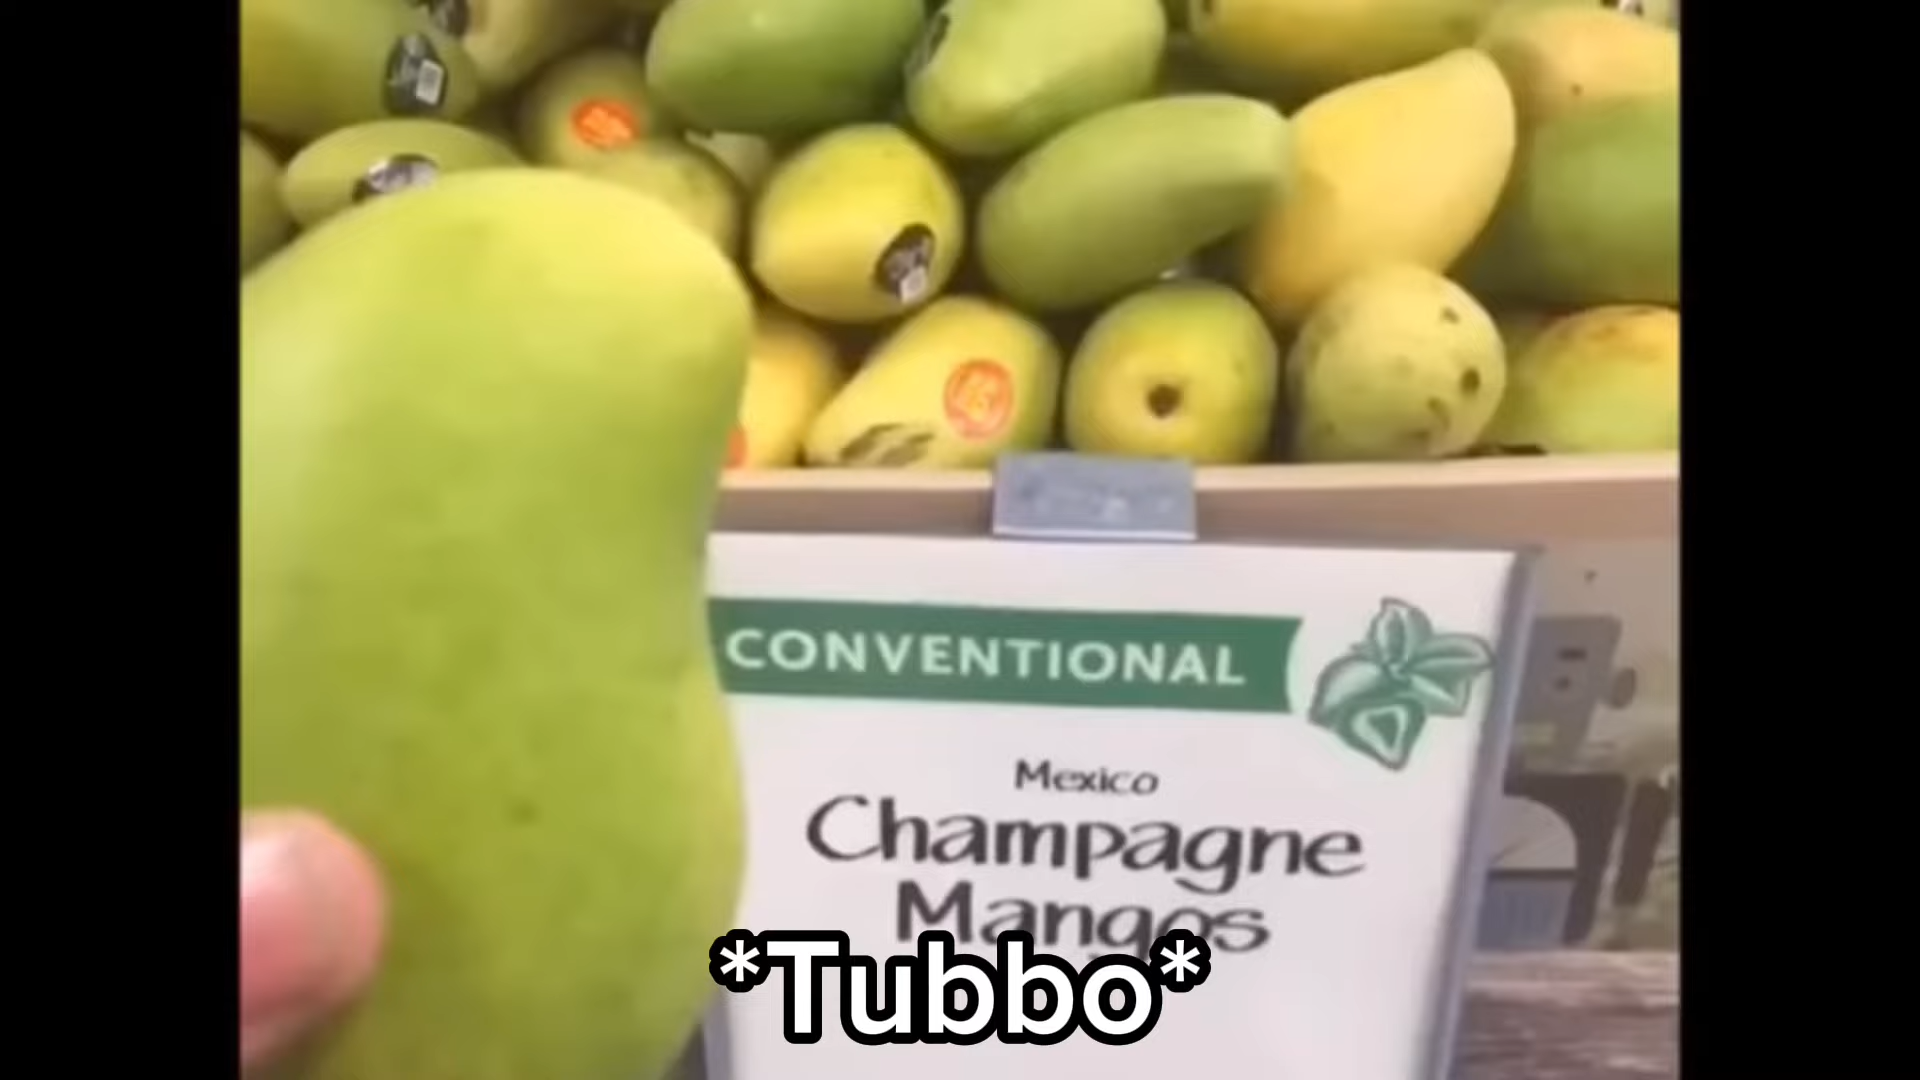 CONVENTIONAL
Mexico
Champagne
Mangos
*Tubbo*